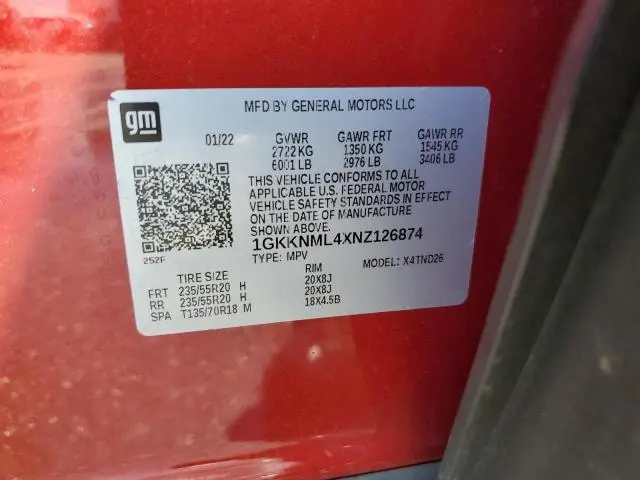 gm
MFD BY GENERAL MOTORS LLC
01/22 GVWR GAWR FRT GAWR RR
2722 KG 1350 KG 1545 KG
6001 LB 2976 LB 3406 LB
THIS VEHICLE CONFORMS TO ALL
APPLICABLE U.S. FEDERAL MOTOR
VEHICLE SAFETY STANDARDS IN EFFECT
ON THE DATE OF MANUFACTURE
SHOWN ABOVE.
1GKKNML4XNZ126874
252F TYPE: MPV MODEL: X4TND26
TIRE SIZE RIM
FRT 235/55R20 H 20X8J
RR 235/55R20 H 20X8J
SPA T135/70R18 M 18X4.5B